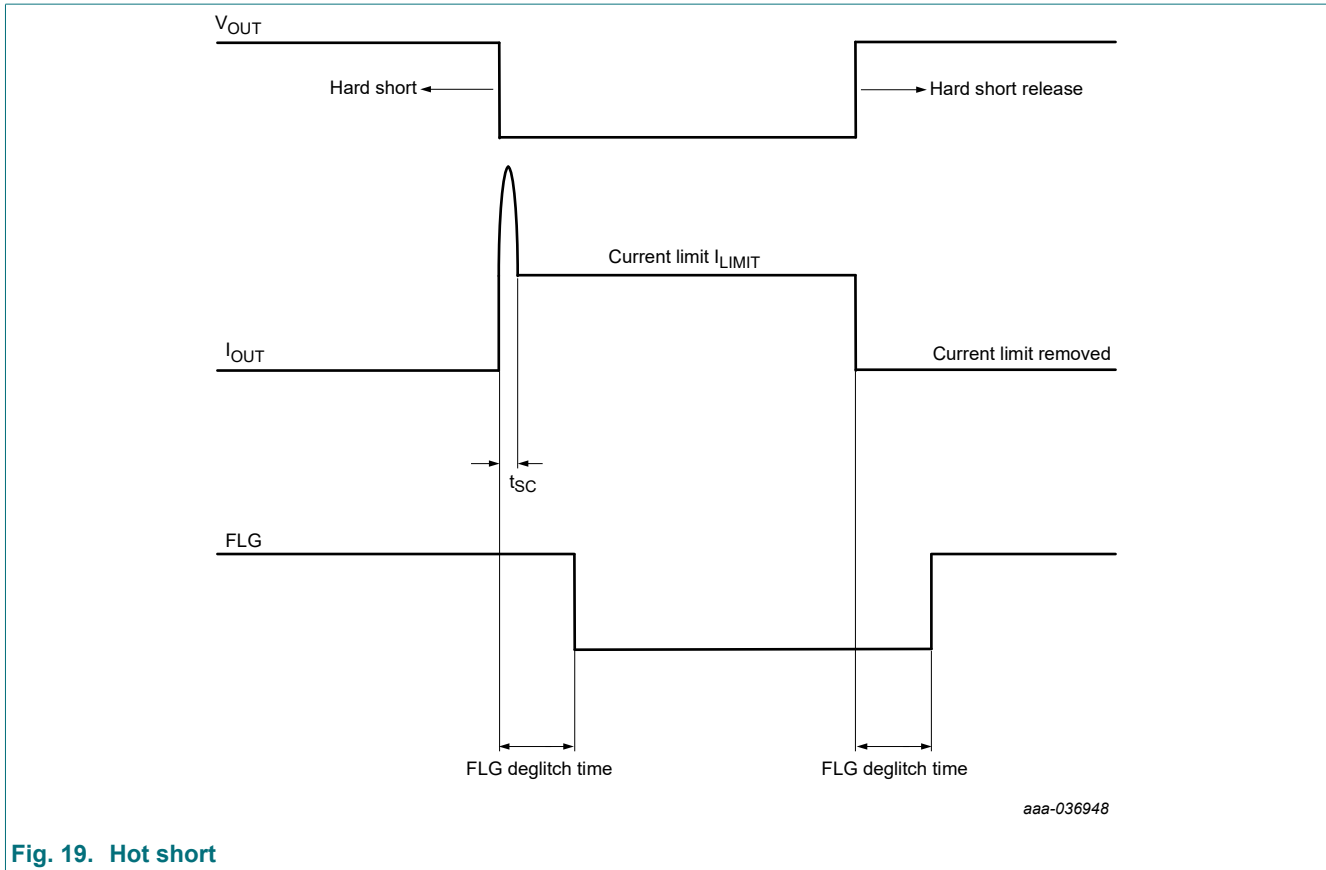 VOUT
Hard short
Hard short release
Current limit ILIMIT
IOUT
Current limit removed
tSC
FLG
FLG deglitch time
FLG deglitch time
aaa-036948
Fig. 19. Hot short